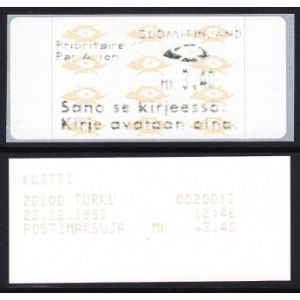 SUOMI-FINLAND
Prioritaire
Par Avion
MK 3.40
Sano se kirjeessä.
Kirje avataan aina.
KUITTI
20100 TURKU D020012
23.12.1993 12:46
POSTIMAKSUJA MK *3.40